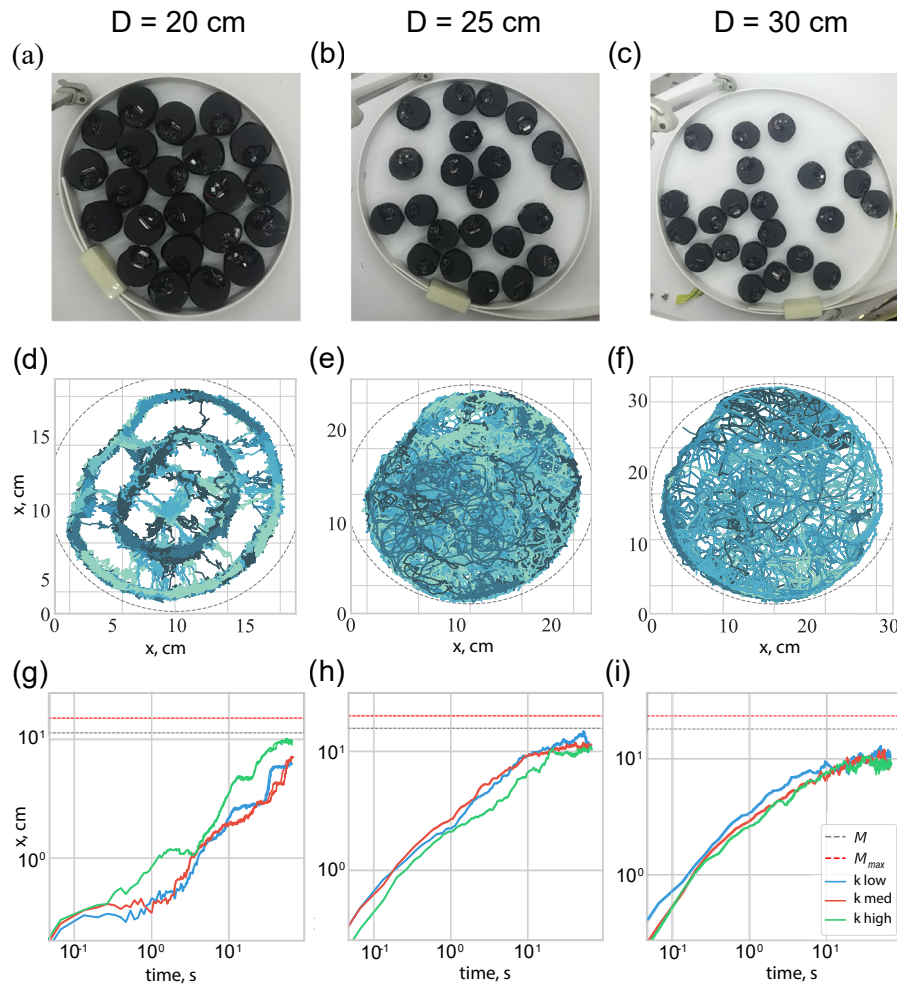 D = 20 cm D = 25 cm D = 30 cm
(a) (b) (c)
(d) (e) (f)
x, cm
15
10
5
0
0 5 10 15
x, cm
20
10
0
0 10 20
x, cm
30
20
10
0
0 10 20 30
x, cm
(g) (h) (i)
x, cm
10¹
10⁰
10⁻¹ 10⁰ 10¹
time, s
10¹
10⁰
10⁻¹ 10⁰ 10¹
time, s
10¹
10⁰
10⁻¹ 10⁰ 10¹
time, s
M
M_max
k low
k med
k high